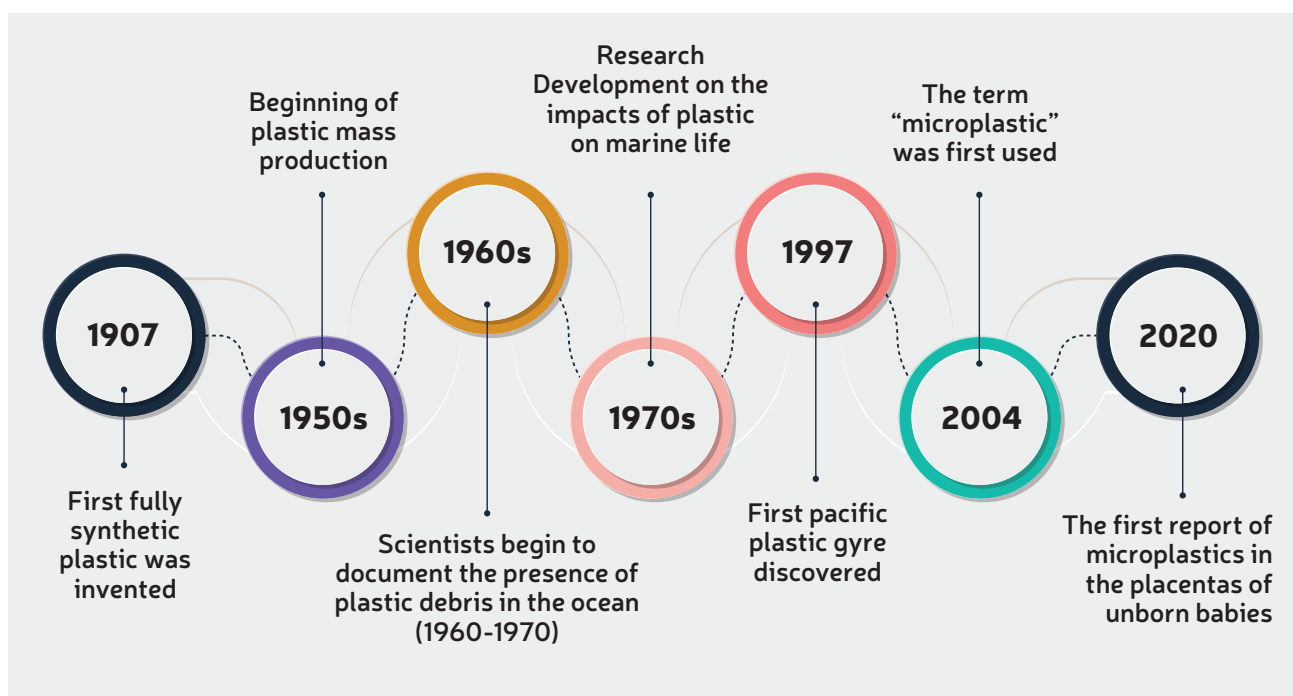 1907
First fully
synthetic
plastic was
invented
Beginning of
plastic mass
production
1950s
1960s
Scientists begin to
document the presence of
plastic debris in the ocean
(1960-1970)
Research
Development on the
impacts of plastic
on marine life
1970s
1997
First pacific
plastic gyre
discovered
The term
“microplastic”
was first used
2004
2020
The first report of
microplastics in
the placentas of
unborn babies